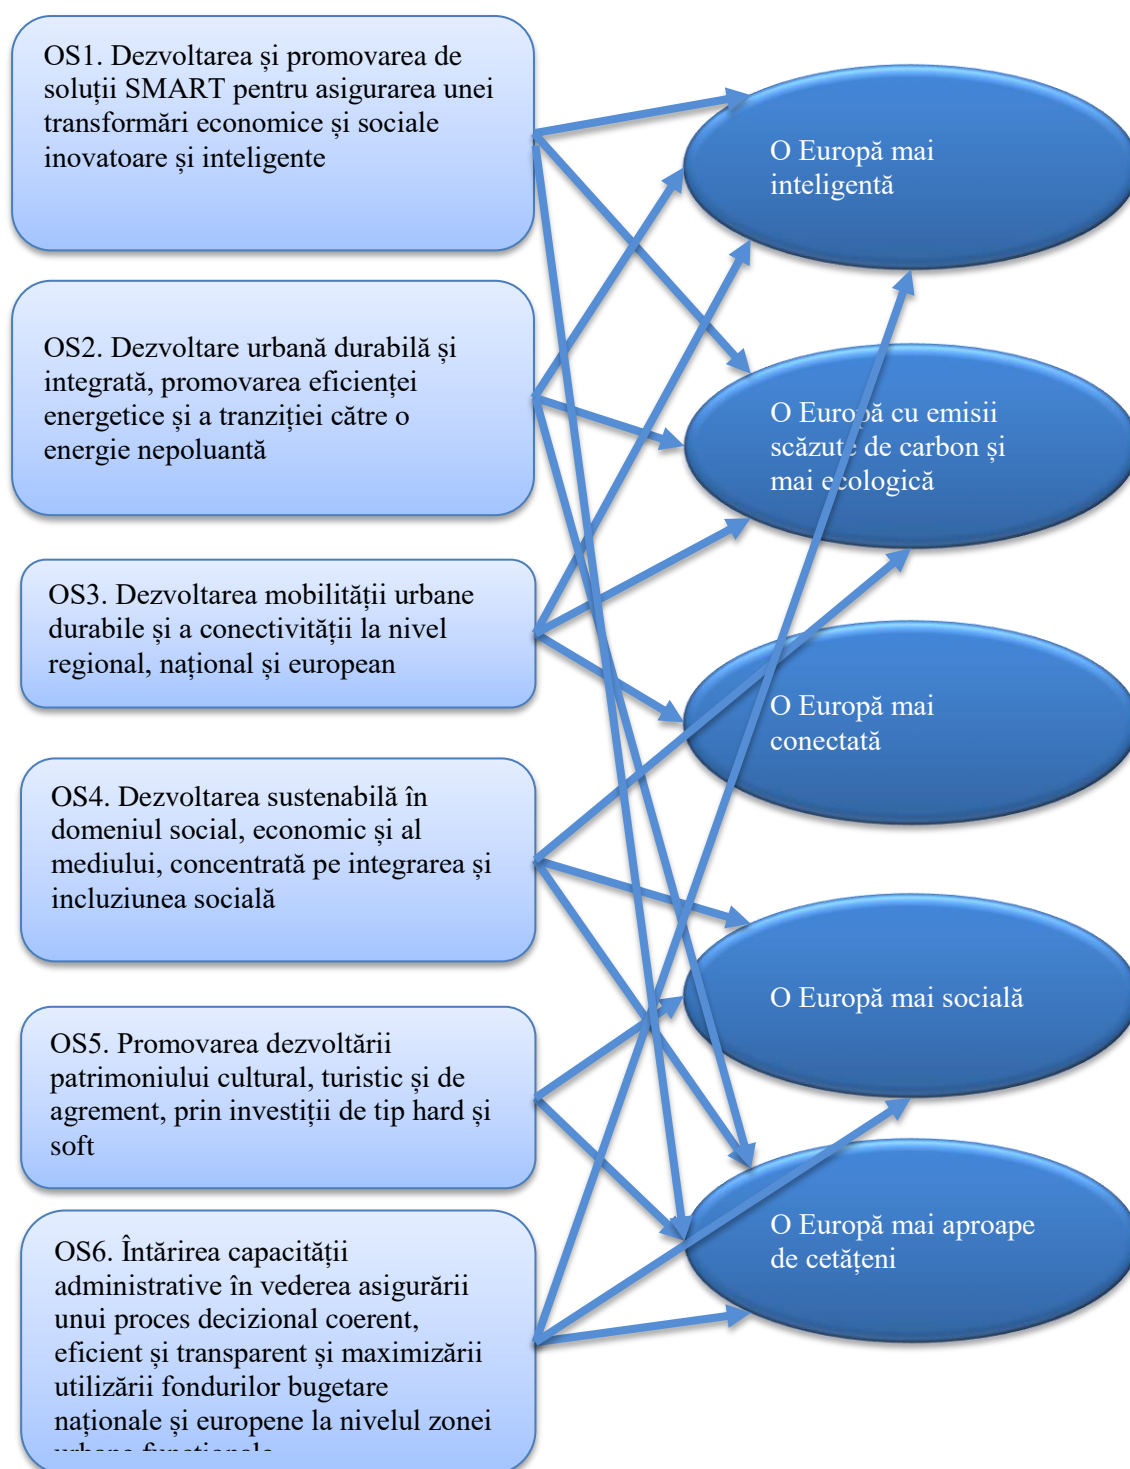 OS1. Dezvoltarea și promovarea de
soluții SMART pentru asigurarea unei
transformări economice și sociale
inovatoare și inteligente
O Europă mai
inteligentă
OS2. Dezvoltare urbană durabilă și
integrată, promovarea eficienței
energetice și a tranziției către o
energie nepoluantă
O Europă cu emisii
scăzute de carbon și
mai ecologică
OS3. Dezvoltarea mobilității urbane
durabile și a conectivității la nivel
regional, național și european
O Europă mai
conectată
OS4. Dezvoltarea sustenabilă în
domeniul social, economic și al
mediului, concentrată pe integrarea și
incluziunea socială
O Europă mai socială
OS5. Promovarea dezvoltării
patrimoniului cultural, turistic și de
agrement, prin investiții de tip hard și
soft
O Europă mai aproape
de cetățeni
OS6. Întărirea capacității
administrative în vederea asigurării
unui proces decizional coerent,
eficient și transparent și maximizării
utilizării fondurilor bugetare
naționale și europene la nivelul zonei